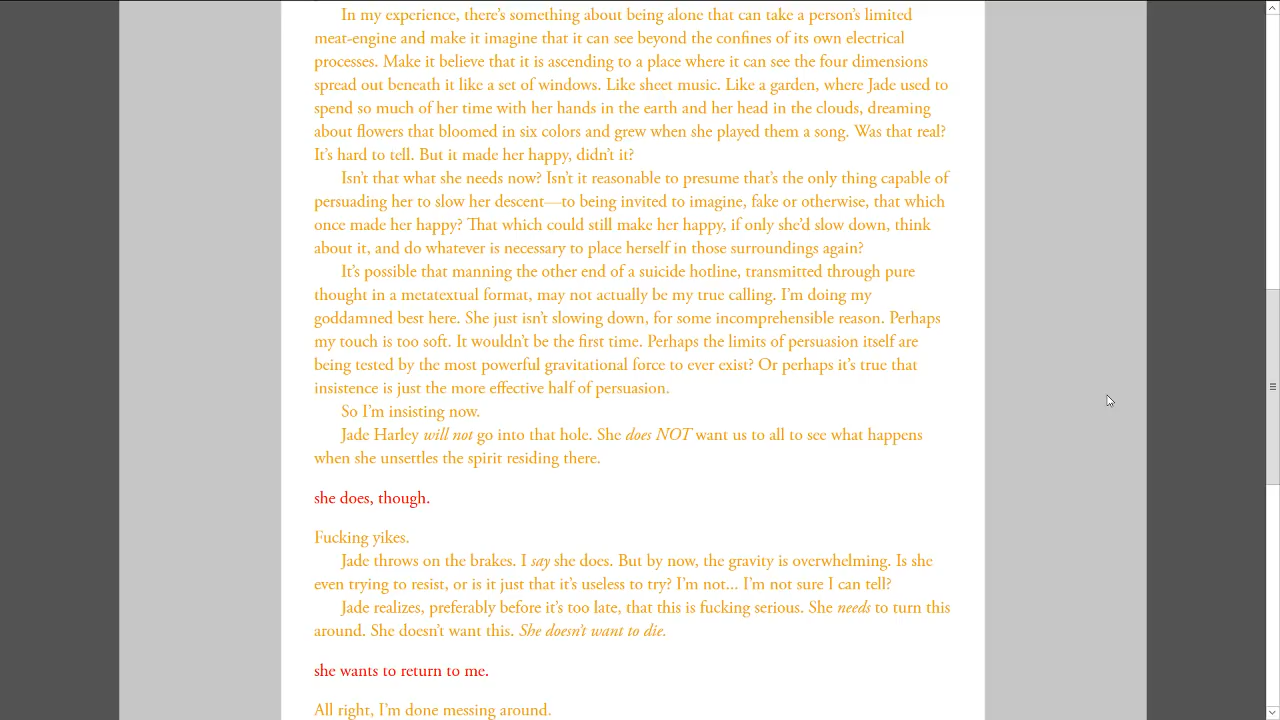 In my experience, there's something about being alone that can take a person's limited
meat-engine and make it imagine that it can see beyond the confines of its own electrical
processes. Make it believe that it is ascending to a place where it can see the four dimensions
spread out beneath it like a set of windows. Like sheet music. Like a garden, where Jade used to
spend so much of her time with her hands in the earth and her head in the clouds, dreaming
about flowers that bloomed in six colors and grew when she played them a song. Was that real?
It's hard to tell. But it made her happy, didn't it?
Isn't that what she needs now? Isn't it reasonable to presume that's the only thing capable of
persuading her to slow her descent—to being invited to imagine, fake or otherwise, that which
once made her happy? That which could still make her happy, if only she'd slow down, think
about it, and do whatever is necessary to place herself in those surroundings again?
It's possible that manning the other end of a suicide hotline, transmitted through pure
thought in a metatextual format, may not actually be my true calling. I'm doing my
goddamned best here. She just isn't slowing down, for some incomprehensible reason. Perhaps
my touch is too soft. It wouldn't be the first time. Perhaps the limits of persuasion itself are
being tested by the most powerful gravitational force to ever exist? Or perhaps it's true that
insistence is just the more effective half of persuasion.
So I'm insisting now.
Jade Harley will not go into that hole. She does NOT want us to all to see what happens
when she unsettles the spirit residing there.
she does, though.
Fucking yikes.
Jade throws on the brakes. I say she does. But by now, the gravity is overwhelming. Is she
even trying to resist, or is it just that it's useless to try? I'm not... I'm not sure I can tell?
Jade realizes, preferably before it's too late, that this is fucking serious. She needs to turn this
around. She doesn't want this. She doesn't want to die.
she wants to return to me.
All right, I'm done messing around.